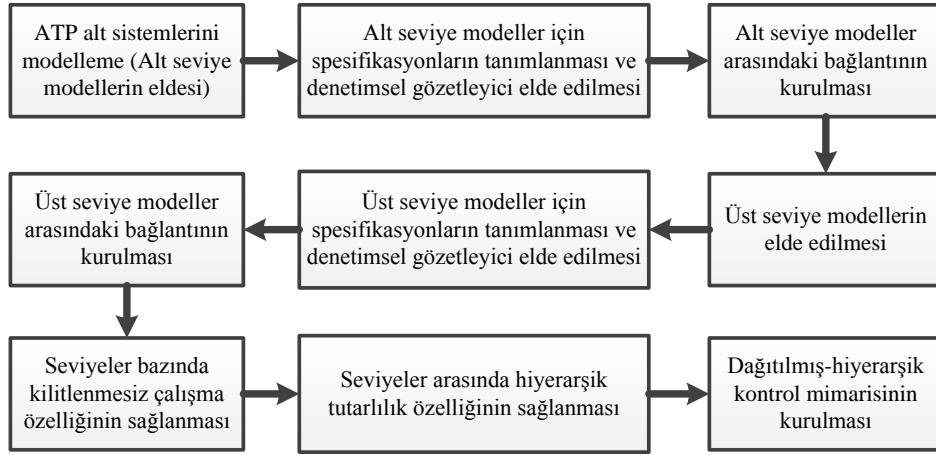 ATP alt sistemlerini
modelleme (Alt seviye
modellerin eldesi)
Alt seviye modeller için
spesifikasyonların tanımlanması ve
denetimsel gözetleyici elde edilmesi
Alt seviye modeller
arasındaki bağlantının
kurulması
Üst seviye modellerin
elde edilmesi
Üst seviye modeller için
spesifikasyonların tanımlanması ve
denetimsel gözetleyici elde edilmesi
Üst seviye modeller
arasındaki bağlantının
kurulması
Seviyeler bazında
kilitlenmesiz çalışma
özelliğinin sağlanması
Seviyeler arasında hiyerarşik
tutarlılık özelliğinin sağlanması
Dağıtılmış-hiyerarşik
kontrol mimarisinin
kurulması